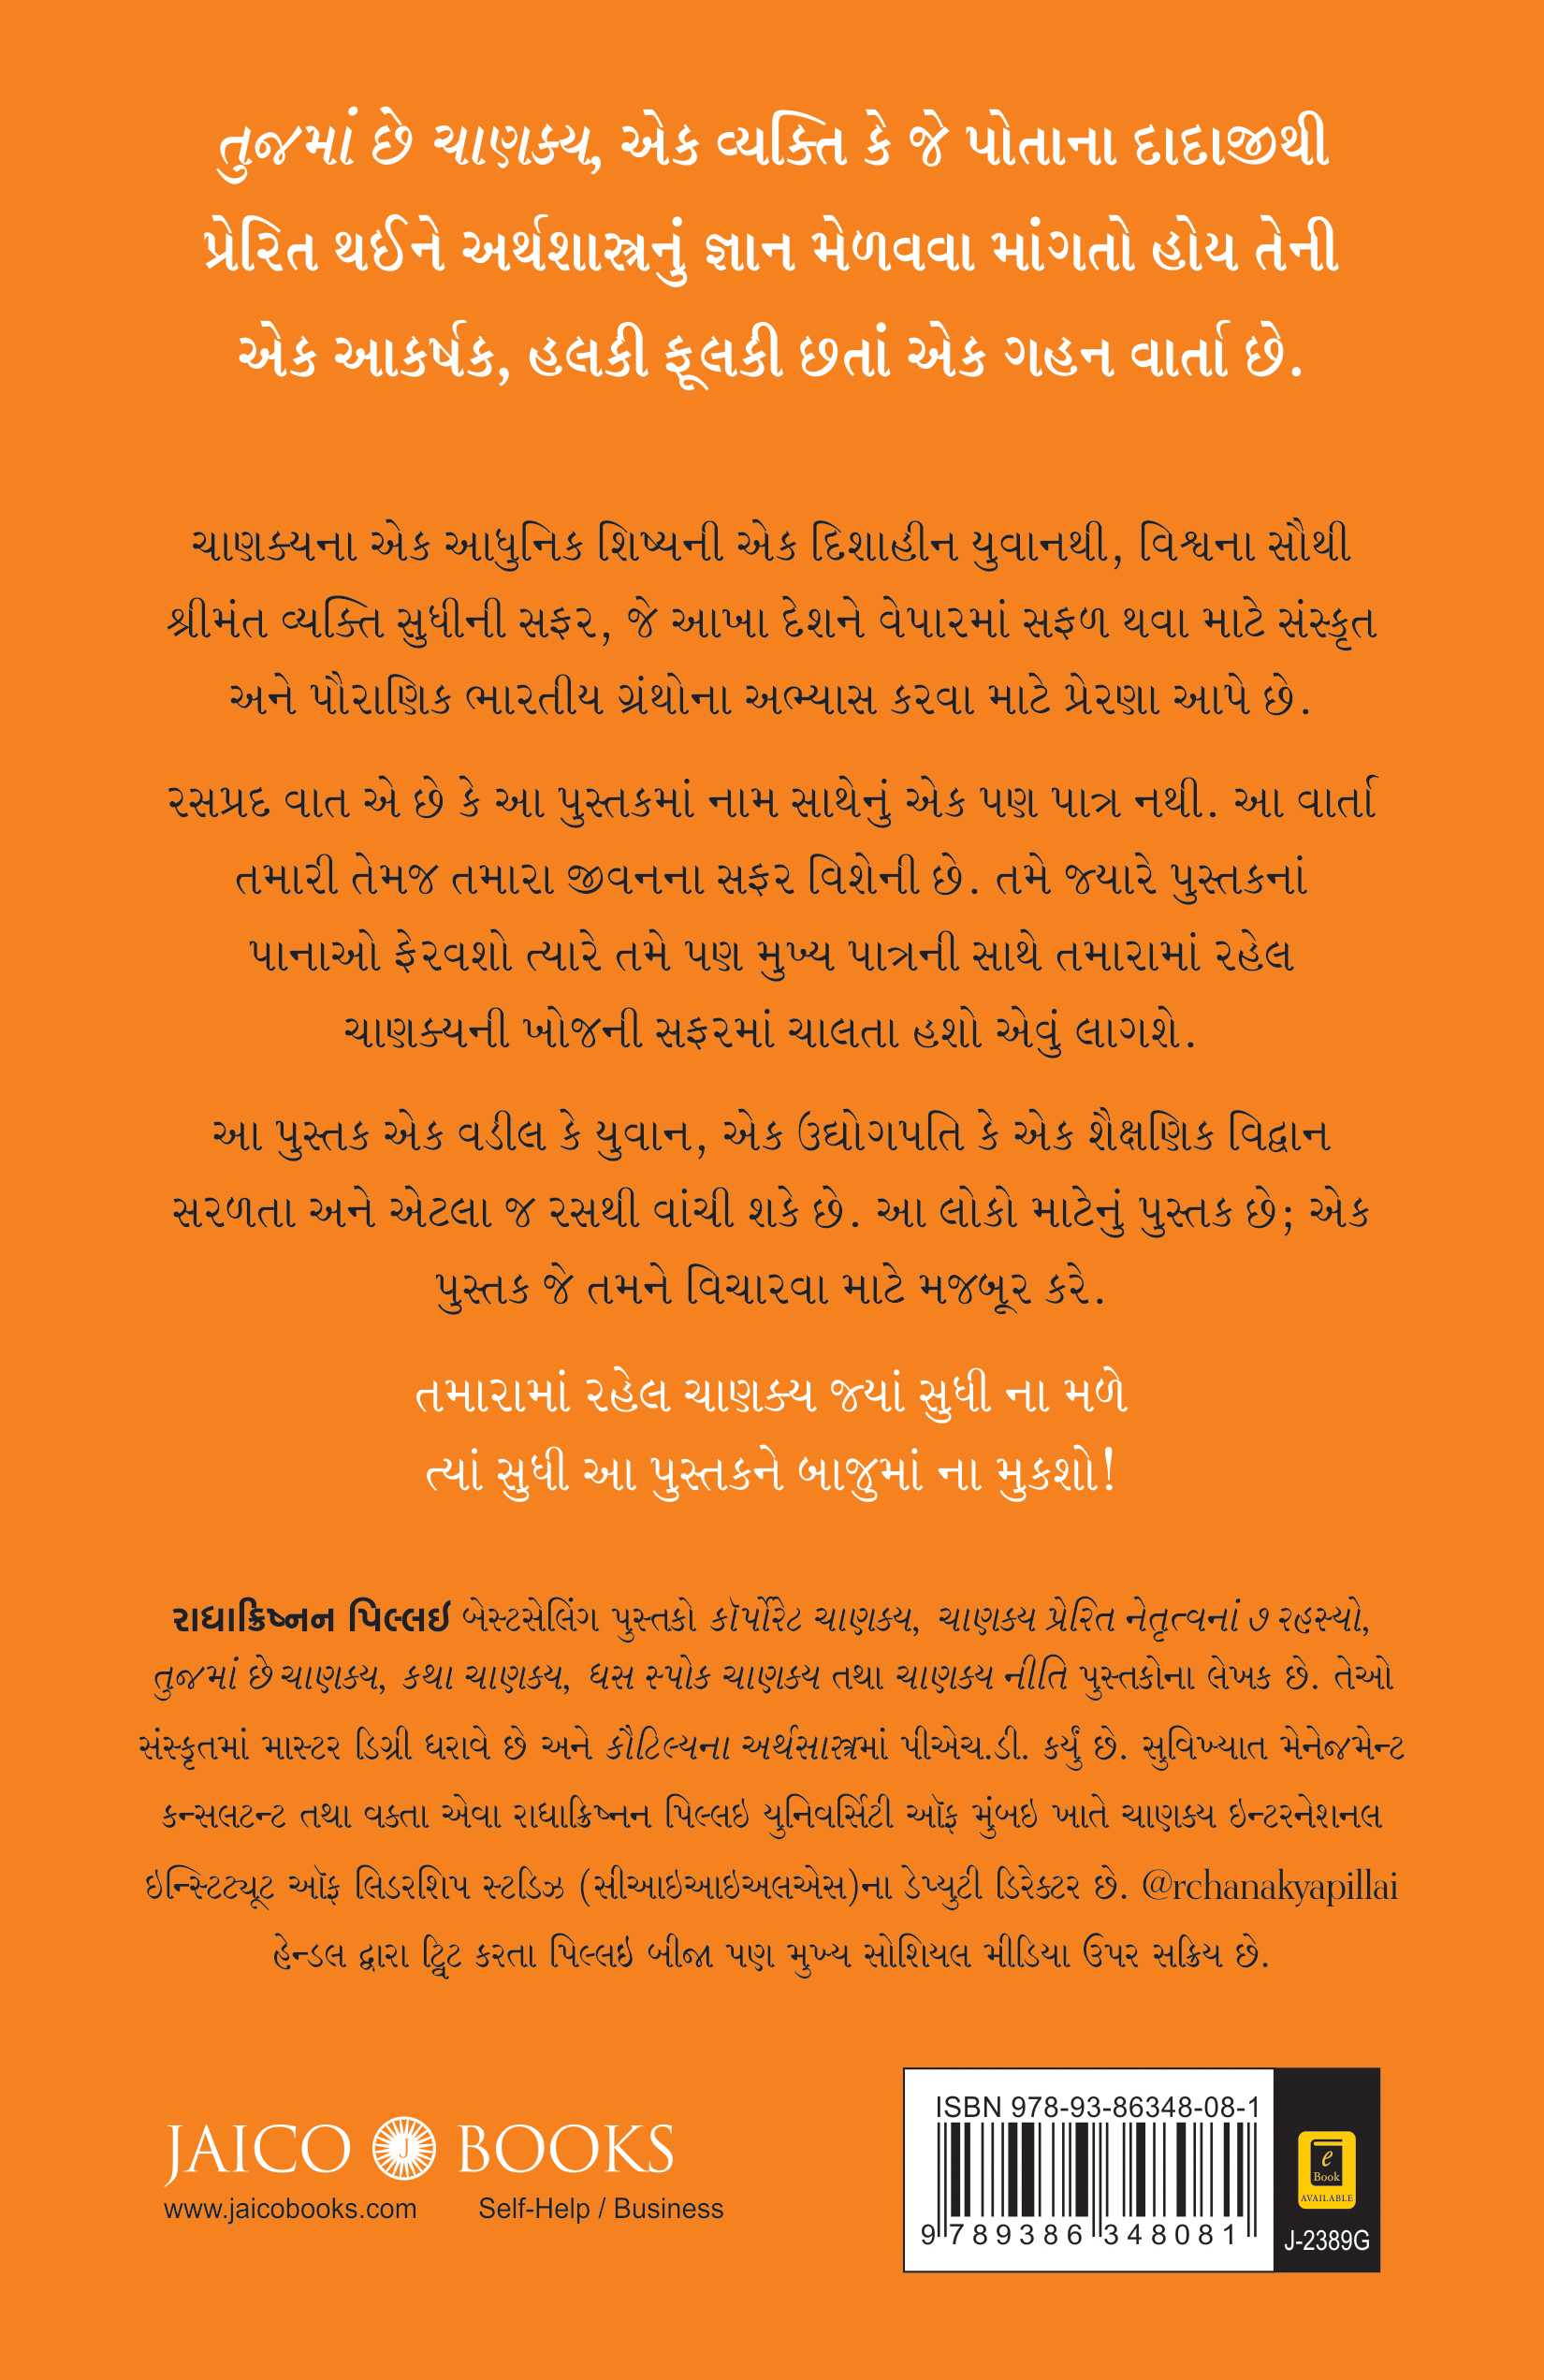 તુજમાં છે ચાણક્ય, એક વ્યક્તિ કે જે પોતાના દાદાજીથી
પ્રેરિત થઈને અર્થશાસ્ત્રનું જ્ઞાન મેળવવા માંગતો હોય તેની
એક આકર્ષક, હલકી ફૂલકી છતાં એક ગહન વાર્તા છે.
ચાણક્યના એક આધુનિક શિષ્યની એક દિશાહીન યુવાનથી, વિશ્વના સૌથી
શ્રીમંત વ્યક્તિ સુધીની સફર, જે આખા દેશને વેપારમાં સફળ થવા માટે સંસ્કૃત
અને પૌરાણિક ભારતીય ગ્રંથોના અભ્યાસ કરવા માટે પ્રેરણા આપે છે.
રસપ્રદ વાત એ છે કે આ પુસ્તકમાં નામ સાથેનું એક પણ પાત્ર નથી. આ વાર્તા
તમારી તેમજ તમારા જીવનના સફર વિશેની છે. તમે જ્યારે પુસ્તકનાં
પાનાઓ ફેરવશો ત્યારે તમે પણ મુખ્ય પાત્રની સાથે તમારામાં રહેલ
ચાણક્યની ખોજની સફરમાં ચાલતા હશો એવું લાગશે.
આ પુસ્તક એક વડીલ કે યુવાન, એક ઉદ્યોગપતિ કે એક શૈક્ષણિક વિદ્વાન
સરળતા અને એટલા જ રસથી વાંચી શકે છે. આ લોકો માટેનું પુસ્તક છે; એક
પુસ્તક જે તમને વિચારવા માટે મજબૂર કરે.
તમારામાં રહેલ ચાણક્ય જ્યાં સુધી ના મળે
ત્યાં સુધી આ પુસ્તકને બાજુમાં ના મુકશો!
રાધાક્રિષ્નન પિલ્લઇ બેસ્ટસેલિંગ પુસ્તકો કૉર્પોરેટ ચાણક્ય, ચાણક્ય પ્રેરિત નેતૃત્વનાં ૭ રહસ્યો,
તુજમાં છે ચાણક્ય, કથા ચાણક્ય, ધસ સ્પોક ચાણક્ય તથા ચાણક્ય નીતિ પુસ્તકોના લેખક છે. તેઓ
સંસ્કૃતમાં માસ્ટર ડિગ્રી ધરાવે છે અને કૌટિલ્યના અર્થસાસ્ત્રમાં પીએચ.ડી. કર્યું છે. સુવિખ્યાત મેનેજમેન્ટ
કન્સલટન્ટ તથા વક્તા એવા રાધાક્રિષ્નન પિલ્લઇ યુનિવર્સિટી ઑફ મુંબઇ ખાતે ચાણક્ય ઇન્ટરનેશનલ
ઇન્સ્ટિટ્યૂટ ઑફ લિડરશિપ સ્ટડિઝ (સીઆઇઆઇઅલએસ)ના ડેપ્યુટી ડિરેક્ટર છે. @rchanakyapillai
હેન્ડલ દ્વારા ટ્વિટ કરતા પિલ્લઇ બીજા પણ મુખ્ય સોશિયલ મીડિયા ઉપર સક્રિય છે.
JAICO J BOOKS
www.jaicobooks.com Self-Help / Business
ISBN 978-93-86348-08-1
9 789386 348081
e
Book
AVAILABLE
J-2389G